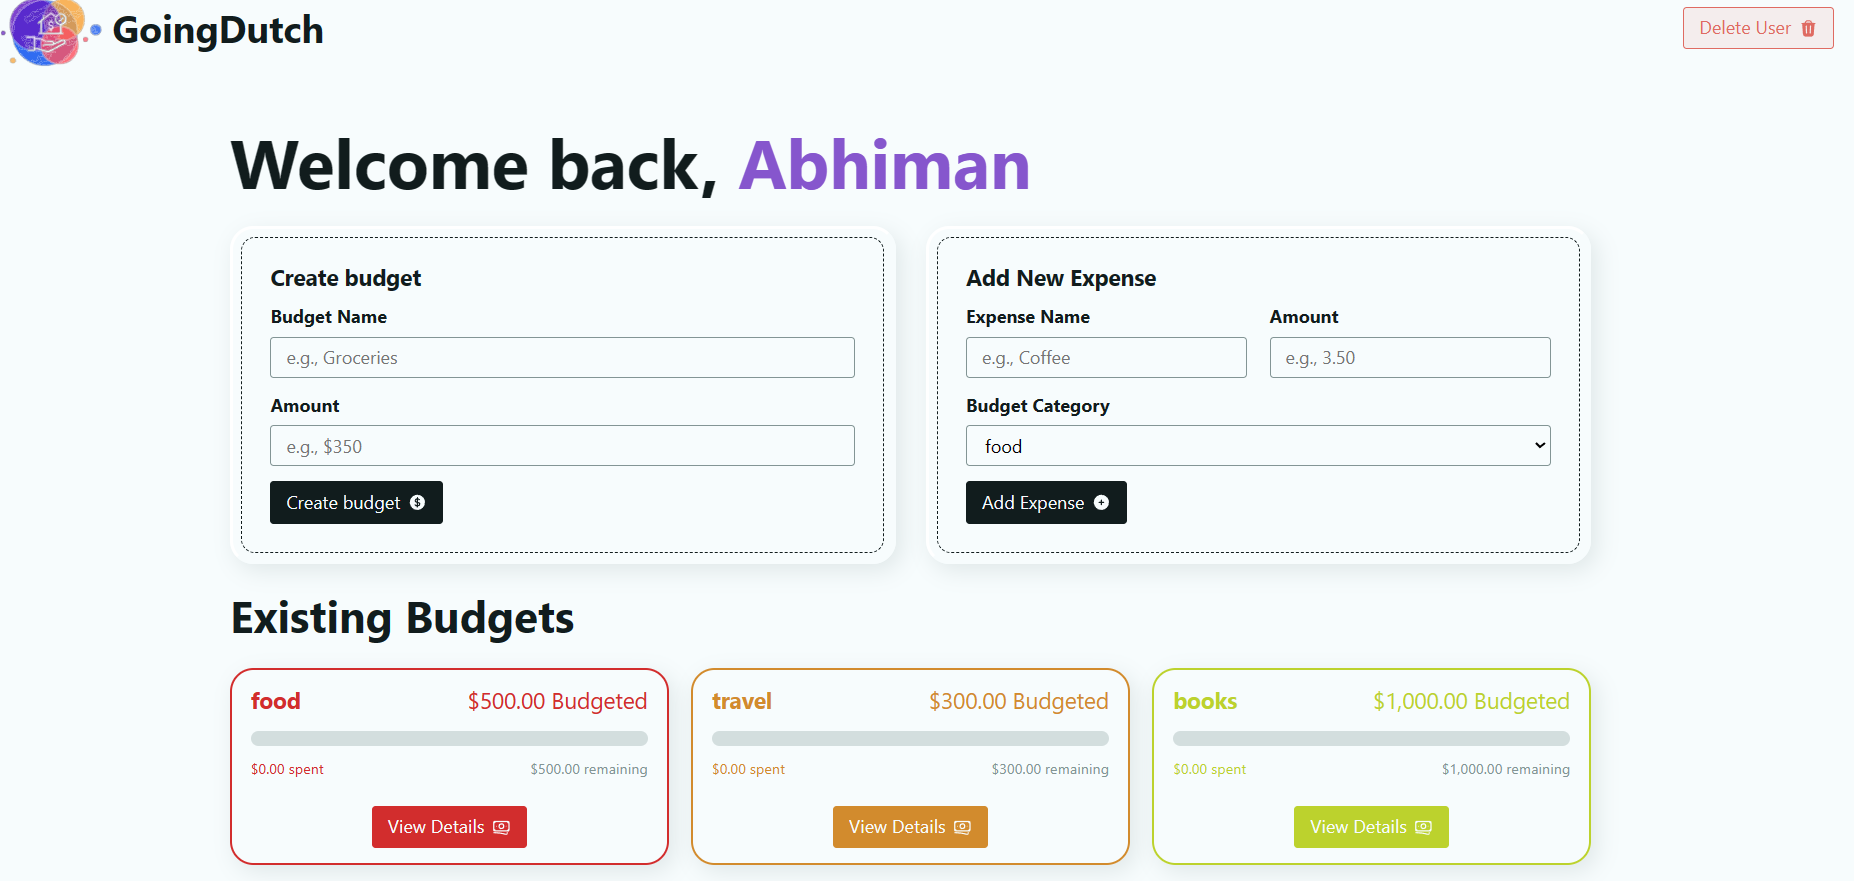 GoingDutch
Delete User
Welcome back, Abhiman
Create budget
Budget Name
e.g., Groceries
Amount
e.g., $350
Create budget
Add New Expense
Expense Name
Amount
e.g., Coffee
e.g., 3.50
Budget Category
food
Add Expense
Existing Budgets
food
$500.00 Budgeted
$0.00 spent
$500.00 remaining
View Details
travel
$300.00 Budgeted
$0.00 spent
$300.00 remaining
View Details
books
$1,000.00 Budgeted
$0.00 spent
$1,000.00 remaining
View Details